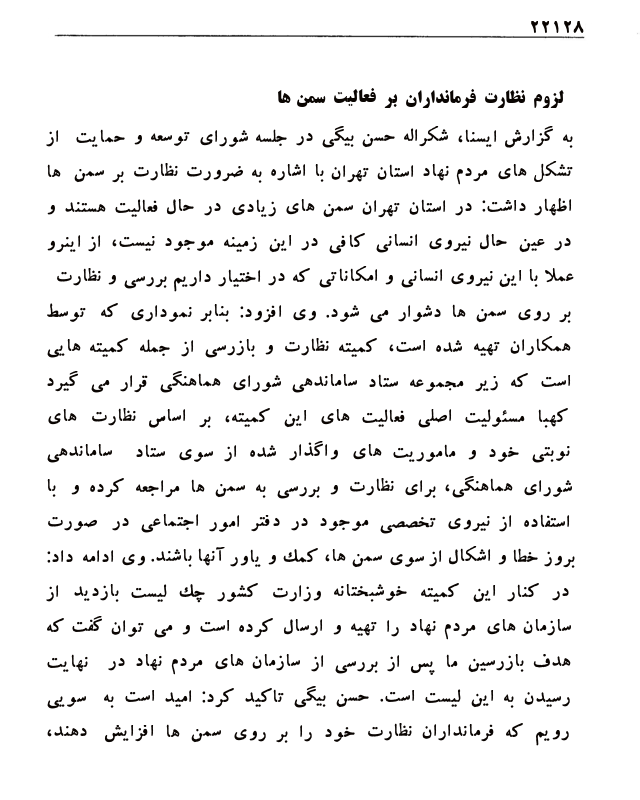 ۲۲۱۲۸
لزوم نظارت فرمانداران بر فعالیت سمن ها
به گزارش ایسنا، شکراله حسن بیگی در جلسه شورای توسعه و حمایت از
تشکل های مردم نهاد استان تهران با اشاره به ضرورت نظارت بر سمن ها
اظهار داشت: در استان تهران سمن های زیادی در حال فعالیت هستند و
در عین حال نیروی انسانی کافی در این زمینه موجود نیست، از اینرو
عملا با این نیروی انسانی و امکاناتی که در اختیار داریم بررسی و نظارت
بر روی سمن ها دشوار می شود. وی افزود: بنابر نموداری که توسط
همکاران تهیه شده است، کمیته نظارت و بازرسی از جمله کمیته هایی
است که زیر مجموعه ستاد ساماندهی شورای هماهنگی قرار می گیرد
کهبا مسئولیت اصلی فعالیت های این کمیته، بر اساس نظارت های
نوبتی خود و ماموریت های واگذار شده از سوی ستاد ساماندهی
شورای هماهنگی، برای نظارت و بررسی به سمن ها مراجعه کرده و با
استفاده از نیروی تخصصی موجود در دفتر امور اجتماعی در صورت
بروز خطا و اشکال از سوی سمن ها، کمك و یاور آنها باشند. وی ادامه داد:
در کنار این کمیته خوشبختانه وزارت کشور چك لیست بازدید از
سازمان های مردم نهاد را تهیه و ارسال کرده است و می توان گفت که
هدف بازرسین ما پس از بررسی از سازمان های مردم نهاد در نهایت
رسیدن به این لیست است. حسن بیگی تاکید کرد: امید است به سویی
رویم که فرمانداران نظارت خود را بر روی سمن ها افزایش دهند،